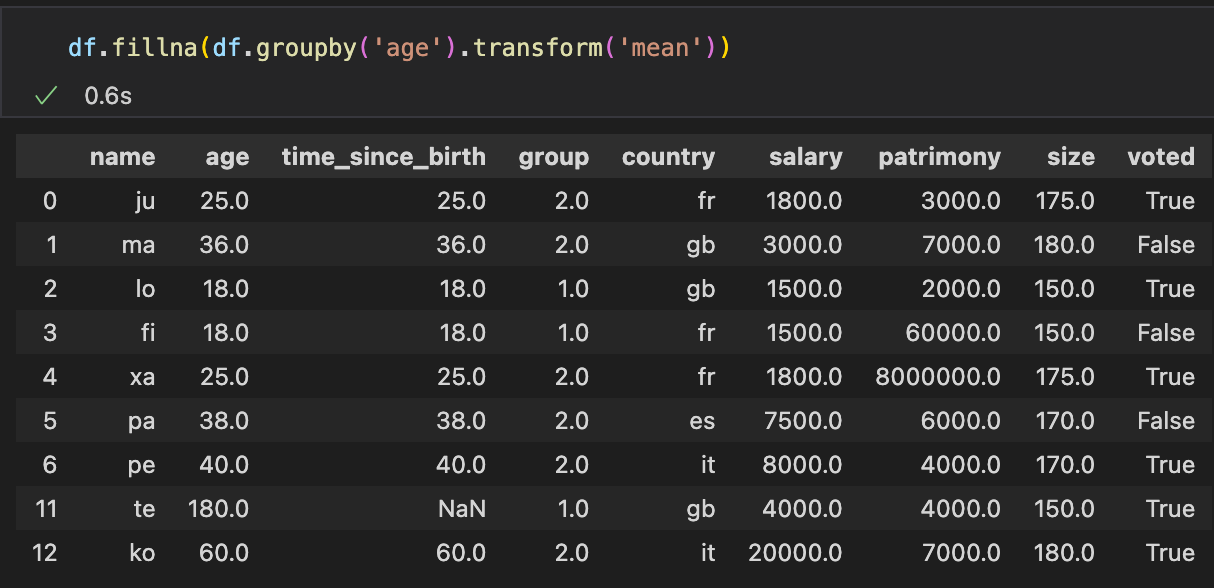 df.fillna(df.groupby('age').transform('mean'))
0.6s
name age time_since_birth group country salary patrimony size voted
0 ju 25.0 25.0 2.0 fr 1800.0 3000.0 175.0 True
1 ma 36.0 36.0 2.0 gb 3000.0 7000.0 180.0 False
2 lo 18.0 18.0 1.0 gb 1500.0 2000.0 150.0 True
3 fi 18.0 18.0 1.0 fr 1500.0 60000.0 150.0 False
4 xa 25.0 25.0 2.0 fr 1800.0 8000000.0 175.0 True
5 pa 38.0 38.0 2.0 es 7500.0 6000.0 170.0 False
6 pe 40.0 40.0 2.0 it 8000.0 4000.0 170.0 True
11 te 180.0 NaN 1.0 gb 4000.0 4000.0 150.0 True
12 ko 60.0 60.0 2.0 it 20000.0 7000.0 180.0 True